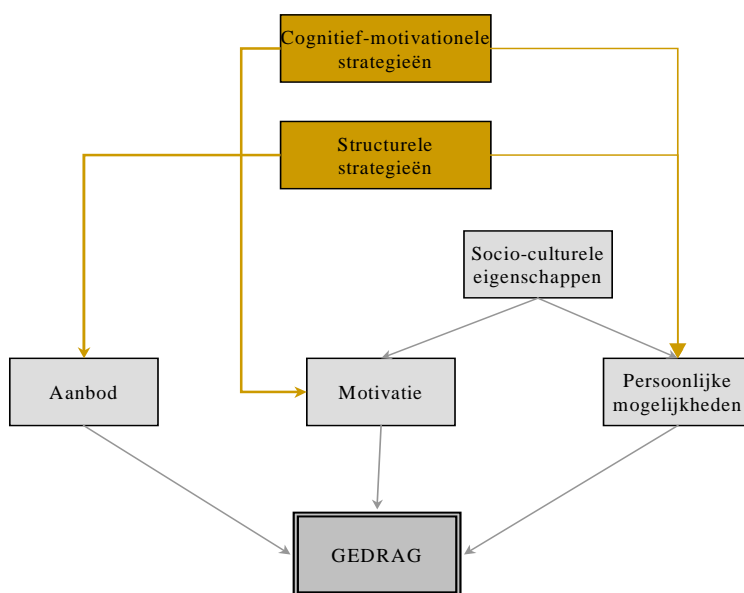 Cognitief-motivationele
strategieën
Structurele
strategieën
Socio-culturele
eigenschappen
Aanbod
Motivatie
Persoonlijke
mogelijkheden
GEDRAG